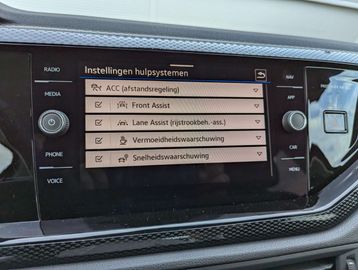 RADIO
MEDIA
PHONE
VOICE
Instellingen hulpsystemen
ACC (afstandsregeling)
Front Assist
Lane Assist (rijstrookbeh.-ass.)
Vermoeidheidswaarschuwing
Snelheidswaarschuwing
NAV
APP
CAR
MENU